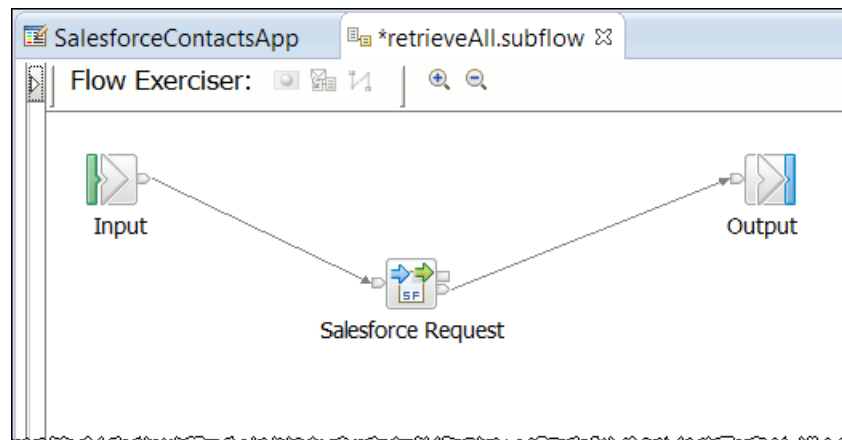 SalesforceContactsApp
*retrieveAll.subflow
Flow Exerciser:
Input
Output
SF
Salesforce Request